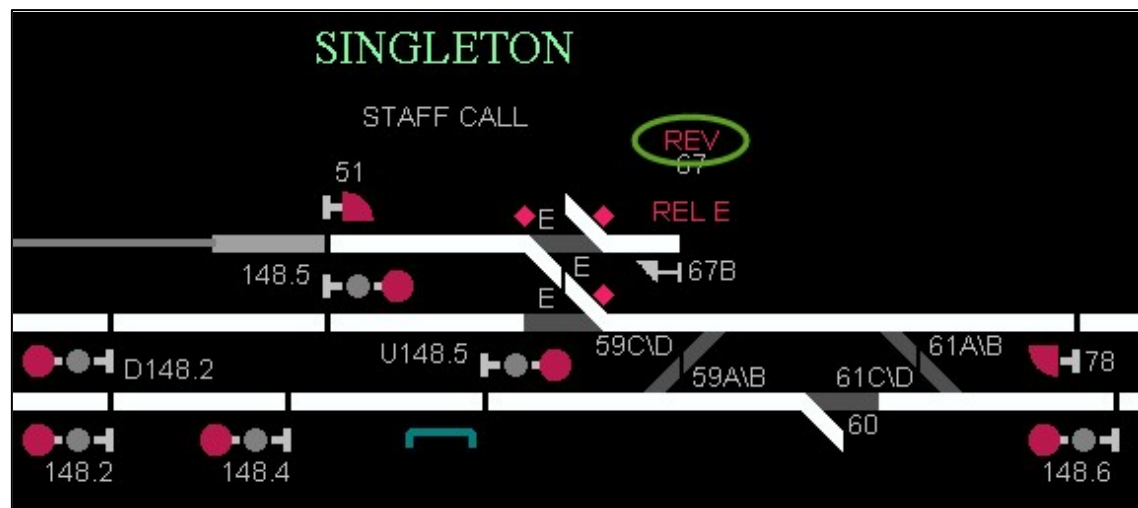 SINGLETON
STAFF CALL
REV
67
51
REL E
E
148.5
E
67B
E
U148.5
59C\D
61A\B
D148.2
59A\B
61C\D
78
60
148.2
148.4
148.6